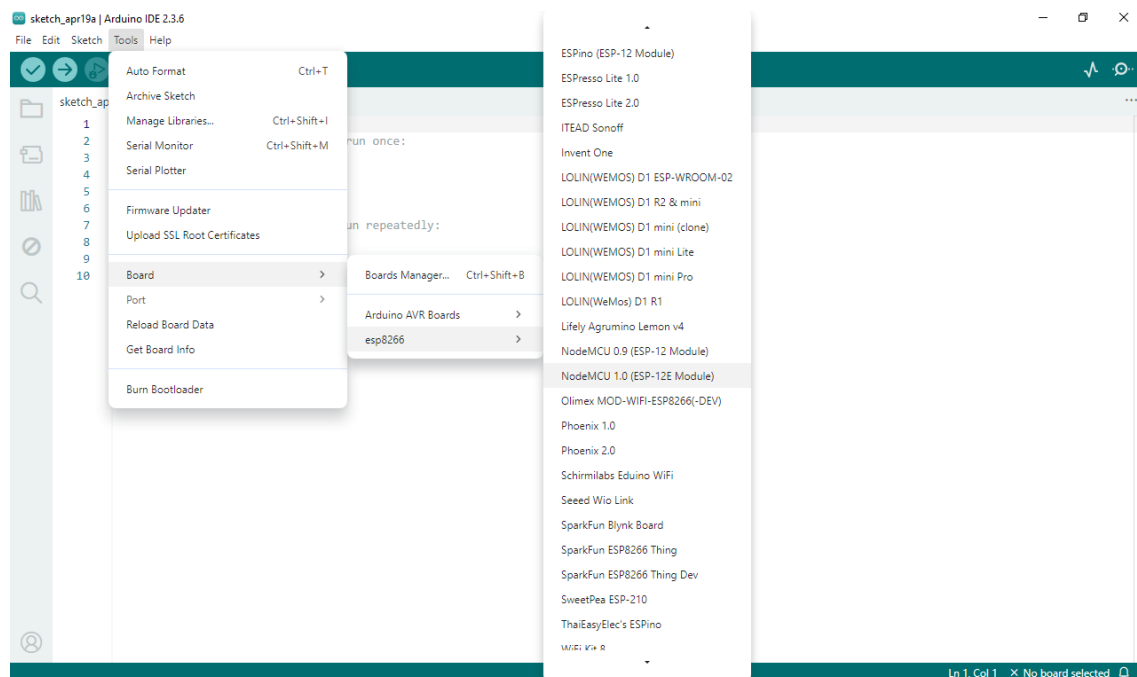 sketch_apr19a | Arduino IDE 2.3.6
File Edit Sketch Tools Help
sketch_ap
1
2 run once:
3
4
5
6
7 un repeatedly:
8
9
10
Auto Format Ctrl+T
Archive Sketch
Manage Libraries... Ctrl+Shift+I
Serial Monitor Ctrl+Shift+M
Serial Plotter
Firmware Updater
Upload SSL Root Certificates
Board
Port
Reload Board Data
Get Board Info
Burn Bootloader
Boards Manager... Ctrl+Shift+B
Arduino AVR Boards
esp8266
ESPino (ESP-12 Module)
ESPresso Lite 1.0
ESPresso Lite 2.0
ITEAD Sonoff
Invent One
LOLIN(WEMOS) D1 ESP-WROOM-02
LOLIN(WEMOS) D1 R2 & mini
LOLIN(WEMOS) D1 mini (clone)
LOLIN(WEMOS) D1 mini Lite
LOLIN(WEMOS) D1 mini Pro
LOLIN(WeMos) D1 R1
Lifely Agrumino Lemon v4
NodeMCU 0.9 (ESP-12 Module)
NodeMCU 1.0 (ESP-12E Module)
Olimex MOD-WIFI-ESP8266(-DEV)
Phoenix 1.0
Phoenix 2.0
Schirmilabs Eduino WiFi
Seeed Wio Link
SparkFun Blynk Board
SparkFun ESP8266 Thing
SparkFun ESP8266 Thing Dev
SweetPea ESP-210
ThaiEasyElec's ESPino
WiFi Kit 8
Ln 1, Col 1 × No board selected